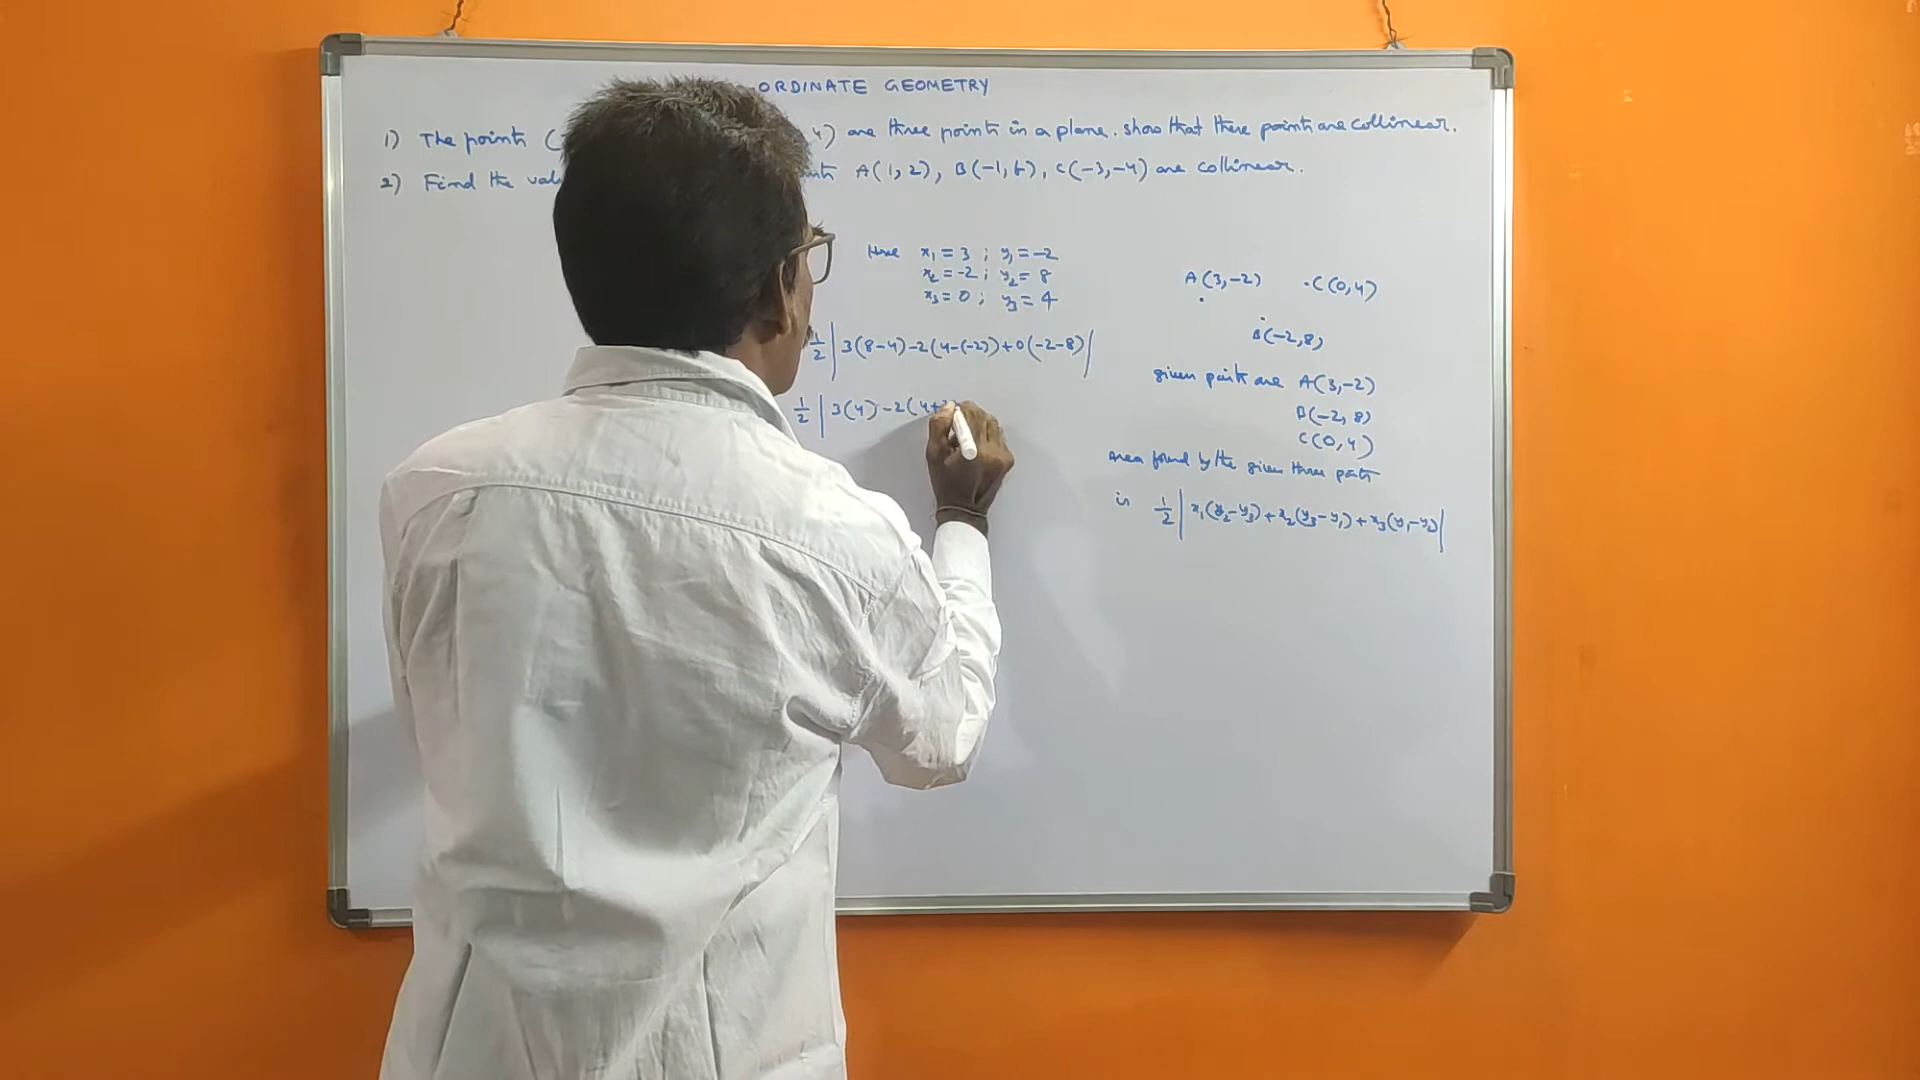 ORDINATE GEOMETRY
1) The points ( 4) are three points in a plane. show that these points are collinear.
2) Find the val A(1, 2), B(-1, b), C(-3, -4) are collinear.
Here x₁ = 3 ; y₁ = -2
x₂ = -2 ; y₂ = 8
x₃ = 0 ; y₃ = 4
1/2 | 3(8-4) -2(4-(-2)) + 0(-2-8) |
1/2 | 3(4) -2(4+
A(3,-2) .C(0,4)
B(-2,8)
given points are A(3,-2)
B(-2, 8)
C(0, 4)
Area found by the given three points
is 1/2 | x₁(y₂-y₃) + x₂(y₃-y₁) + x₃(y₁-y₂) |